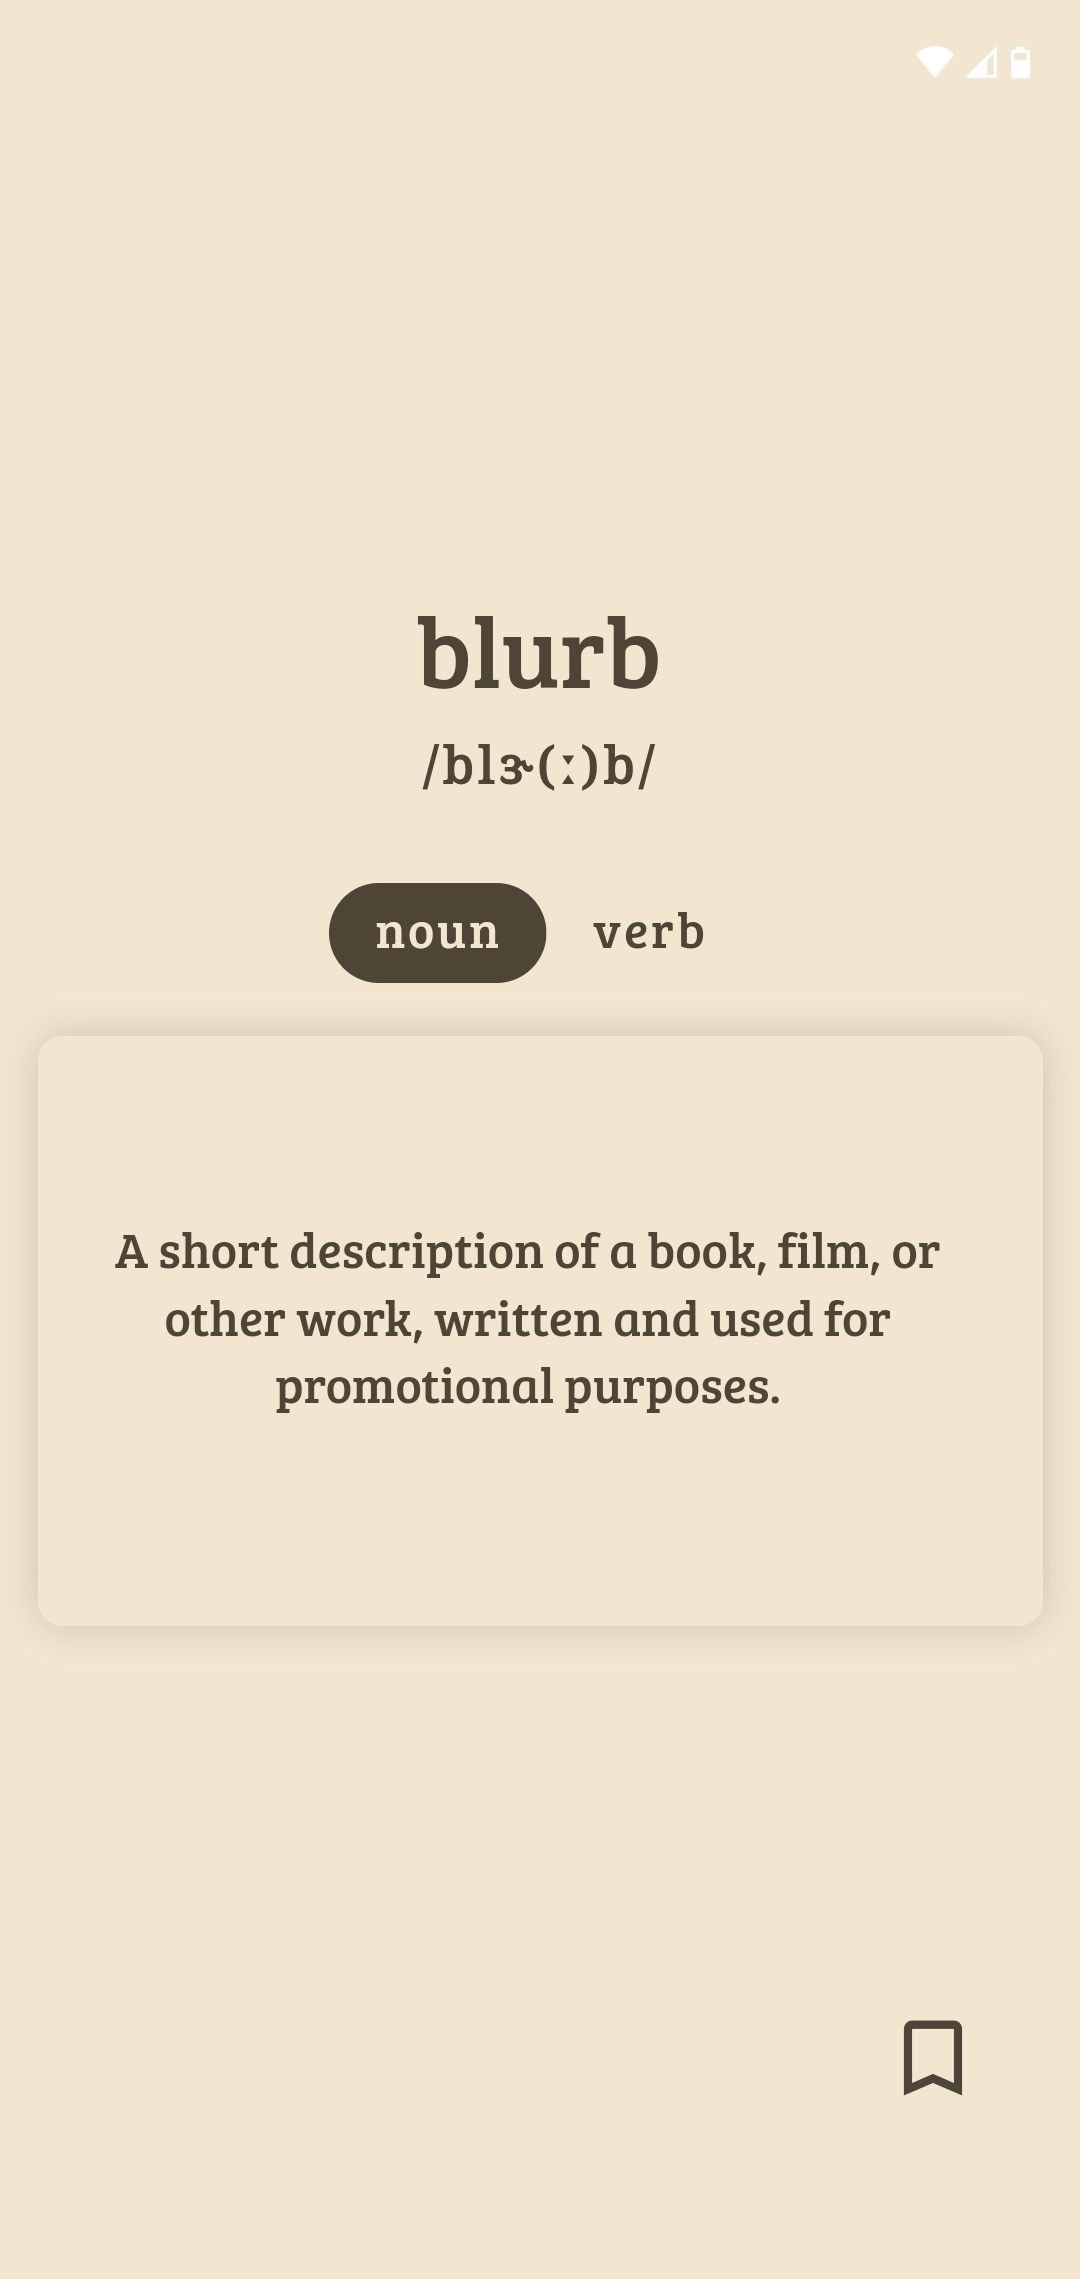 blurb
/blɝ(ː)b/
noun verb
A short description of a book, film, or
other work, written and used for
promotional purposes.